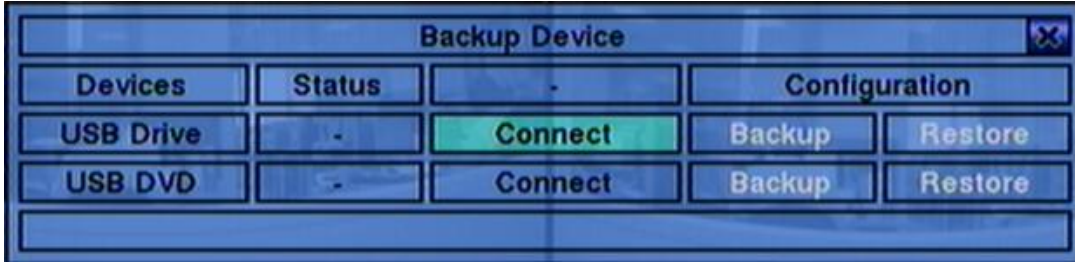 Backup Device X
Devices Status - Configuration
USB Drive - Connect Backup Restore
USB DVD - Connect Backup Restore